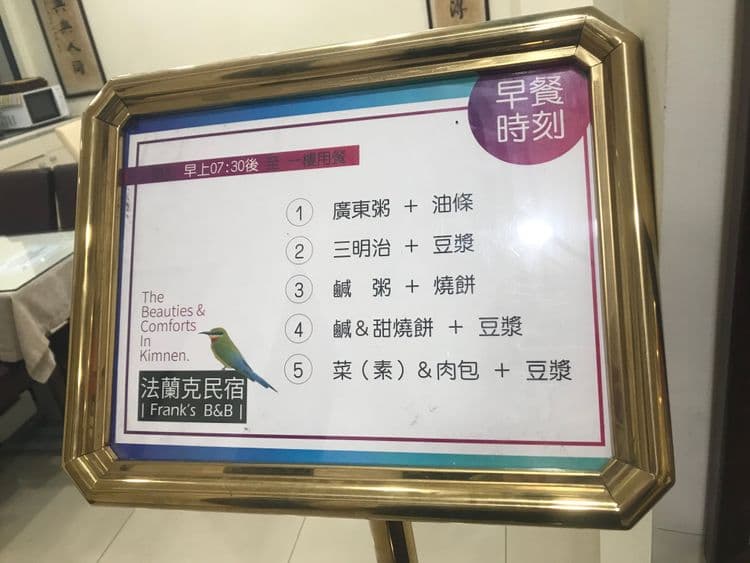 早餐
時刻
早上07:30後 至 一樓用餐
① 廣東粥 + 油條
② 三明治 + 豆漿
③ 鹹 粥 + 燒餅
④ 鹹&甜燒餅 + 豆漿
⑤ 菜(素)&肉包 + 豆漿
The
Beauties &
Comforts
In
Kimnen.
法蘭克民宿
| Frank's B&B |